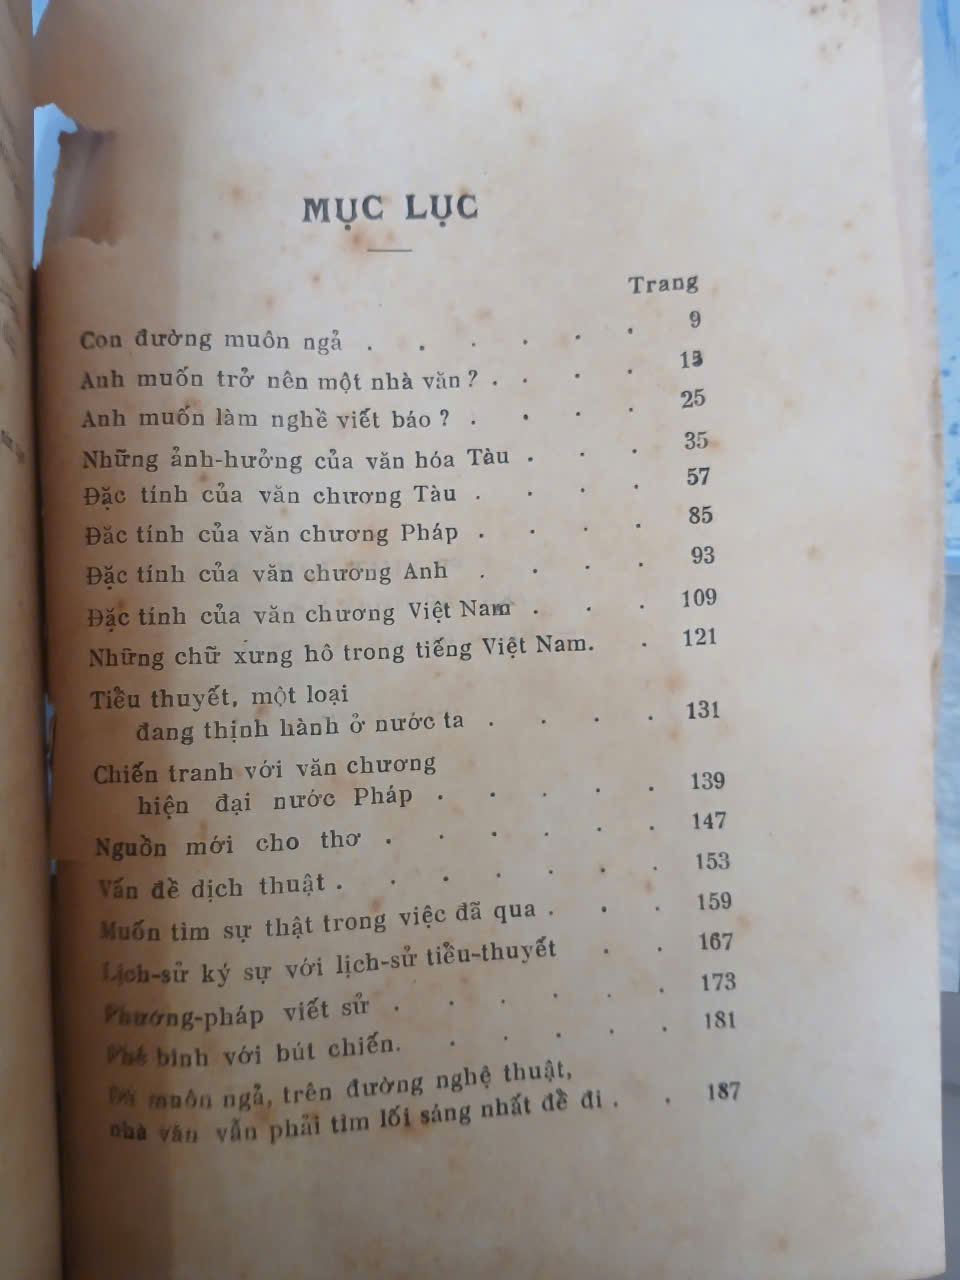 MỤC LỤC
Trang
Con đường muôn ngả . . . . . . 9
Anh muốn trở nên một nhà văn ? . . . . 13
Anh muốn làm nghề viết báo ? . . . . 25
Những ảnh-hưởng của văn hóa Tàu . . . 35
Đặc tính của văn chương Tàu . . . . 57
Đặc tính của văn chương Pháp . . . . 85
Đặc tính của văn chương Anh . . . . 93
Đặc tính của văn chương Việt Nam . . . 109
Những chữ xưng hô trong tiếng Việt Nam. . 121
Tiểu thuyết, một loại
đang thịnh hành ở nước ta . . . . 131
Chiến tranh với văn chương
hiện đại nước Pháp . . . . . 139
Nguồn mới cho thơ . . . . . . 147
Vấn đề dịch thuật . . . . . . . 153
Muốn tìm sự thật trong việc đã qua . . . 159
Lịch-sử ký sự với lịch-sử tiểu-thuyết . . 167
Phương-pháp viết sử . . . . . . 173
Phê bình với bút chiến. . . . . . 181
Dù muôn ngả, trên đường nghệ thuật,
nhà văn vẫn phải tìm lối sáng nhất để đi . . 187